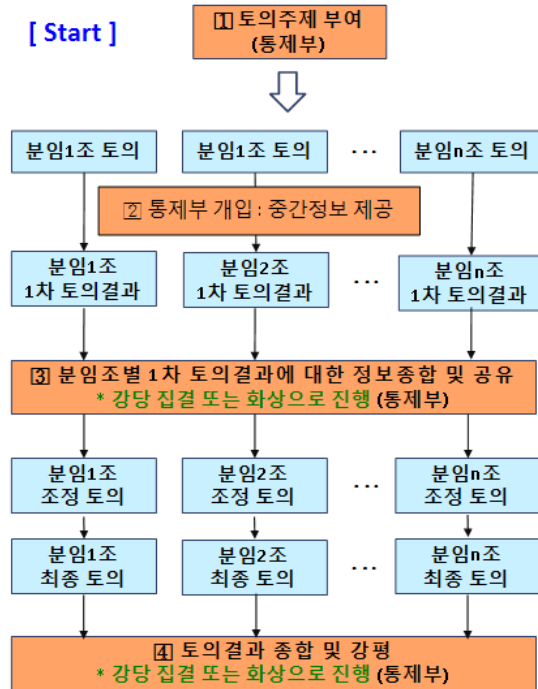 [ Start ]
1 토의주제 부여
(통제부)
분임1조 토의
분임1조 토의
...
분임n조 토의
2 통제부 개입 : 중간정보 제공
분임1조
1차 토의결과
분임2조
1차 토의결과
...
분임n조
1차 토의결과
3 분임조별 1차 토의결과에 대한 정보종합 및 공유
* 강당 집결 또는 화상으로 진행 (통제부)
분임1조
조정 토의
분임2조
조정 토의
...
분임n조
조정 토의
분임1조
최종 토의
분임2조
최종 토의
...
분임n조
최종 토의
4 토의결과 종합 및 강평
* 강당 집결 또는 화상으로 진행 (통제부)